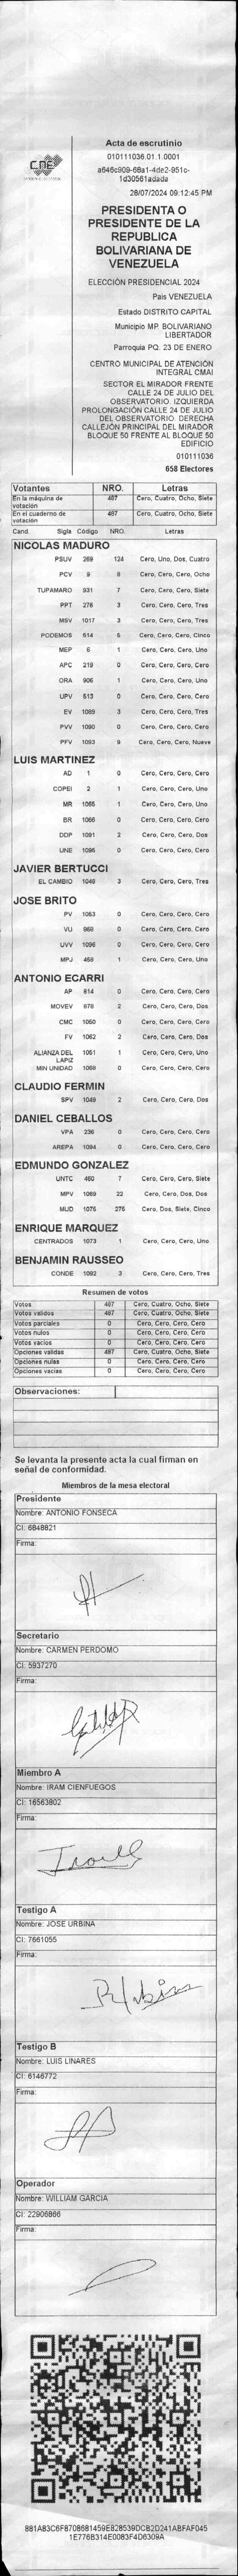 CNE
Acta de escrutinio
010111036.01.1.0001
a646c909-68a1-4de2-951c-
1d30561adada
28/07/2024 09:12:45 PM
PRESIDENTA O
PRESIDENTE DE LA
REPUBLICA
BOLIVARIANA DE
VENEZUELA
ELECCIÓN PRESIDENCIAL 2024
Pais VENEZUELA
Estado DISTRITO CAPITAL
Municipio MP. BOLIVARIANO
LIBERTADOR
Parroquia PQ. 23 DE ENERO
CENTRO MUNICIPAL DE ATENCIÓN
INTEGRAL CMAI
SECTOR EL MIRADOR FRENTE
CALLE 24 DE JULIO DEL
OBSERVATORIO. IZQUIERDA
PROLONGACIÓN CALLE 24 DE JULIO
DEL OBSERVATORIO. DERECHA
CALLEJÓN PRINCIPAL DEL MIRADOR
BLOQUE 50 FRENTE AL BLOQUE 50
EDIFICIO
010111036
658 Electores
Votantes NRO. Letras
En la máquina de votación 487 Cero, Cuatro, Ocho, Siete
En el cuaderno de votación 487 Cero, Cuatro, Ocho, Siete
Cand. Sigla Código NRO. Letras
NICOLAS MADURO
PSUV 269 124 Cero, Uno, Dos, Cuatro
PCV 9 8 Cero, Cero, Cero, Ocho
TUPAMARO 931 7 Cero, Cero, Cero, Siete
PPT 278 3 Cero, Cero, Cero, Tres
MSV 1017 3 Cero, Cero, Cero, Tres
PODEMOS 514 5 Cero, Cero, Cero, Cinco
MEP 6 1 Cero, Cero, Cero, Uno
APC 219 0 Cero, Cero, Cero, Cero
ORA 906 1 Cero, Cero, Cero, Uno
UPV 513 0 Cero, Cero, Cero, Cero
EV 1089 3 Cero, Cero, Cero, Tres
PVV 1090 0 Cero, Cero, Cero, Cero
PFV 1093 9 Cero, Cero, Cero, Nueve
LUIS MARTINEZ
AD 1 0 Cero, Cero, Cero, Cero
COPEI 2 1 Cero, Cero, Cero, Uno
MR 1065 1 Cero, Cero, Cero, Uno
BR 1066 0 Cero, Cero, Cero, Cero
DDP 1091 2 Cero, Cero, Cero, Dos
UNE 1095 0 Cero, Cero, Cero, Cero
JAVIER BERTUCCI
EL CAMBIO 1048 3 Cero, Cero, Cero, Tres
JOSE BRITO
PV 1053 0 Cero, Cero, Cero, Cero
VU 968 0 Cero, Cero, Cero, Cero
UVV 1096 0 Cero, Cero, Cero, Cero
MPJ 458 1 Cero, Cero, Cero, Uno
ANTONIO ECARRI
AP 814 0 Cero, Cero, Cero, Cero
MOVEV 878 2 Cero, Cero, Cero, Dos
CMC 1050 0 Cero, Cero, Cero, Cero
FV 1062 2 Cero, Cero, Cero, Dos
ALIANZA DEL LAPIZ 1051 1 Cero, Cero, Cero, Uno
MIN UNIDAD 1068 0 Cero, Cero, Cero, Cero
CLAUDIO FERMIN
SPV 1049 2 Cero, Cero, Cero, Dos
DANIEL CEBALLOS
VPA 236 0 Cero, Cero, Cero, Cero
AREPA 1094 0 Cero, Cero, Cero, Cero
EDMUNDO GONZALEZ
UNTC 460 7 Cero, Cero, Cero, Siete
MPV 1069 22 Cero, Cero, Dos, Dos
MUD 1075 275 Cero, Dos, Siete, Cinco
ENRIQUE MARQUEZ
CENTRADOS 1073 1 Cero, Cero, Cero, Uno
BENJAMIN RAUSSEO
CONDE 1092 3 Cero, Cero, Cero, Tres
Resumen de votos
Votos 487 Cero, Cuatro, Ocho, Siete
Votos validos 487 Cero, Cuatro, Ocho, Siete
Votos parciales 0 Cero, Cero, Cero, Cero
Votos nulos 0 Cero, Cero, Cero, Cero
Votos vacios 0 Cero, Cero, Cero, Cero
Opciones validas 487 Cero, Cuatro, Ocho, Siete
Opciones nulas 0 Cero, Cero, Cero, Cero
Opciones vacias 0 Cero, Cero, Cero, Cero
Observaciones:
Se levanta la presente acta la cual firman en
señal de conformidad.
Miembros de la mesa electoral
Presidente
Nombre: ANTONIO FONSECA
CI: 6848821
Firma:
Secretario
Nombre: CARMEN PERDOMO
CI: 5937270
Firma:
Miembro A
Nombre: IRAM CIENFUEGOS
CI: 16563802
Firma:
Testigo A
Nombre: JOSE URBINA
CI: 7661055
Firma:
Testigo B
Nombre: LUIS LINARES
CI: 6146772
Firma:
Operador
Nombre: WILLIAM GARCIA
CI: 22906866
Firma:
881AB3C6F8708681459E828539DCB2D241ABFAF045
1E776B314E0083F4D6309A